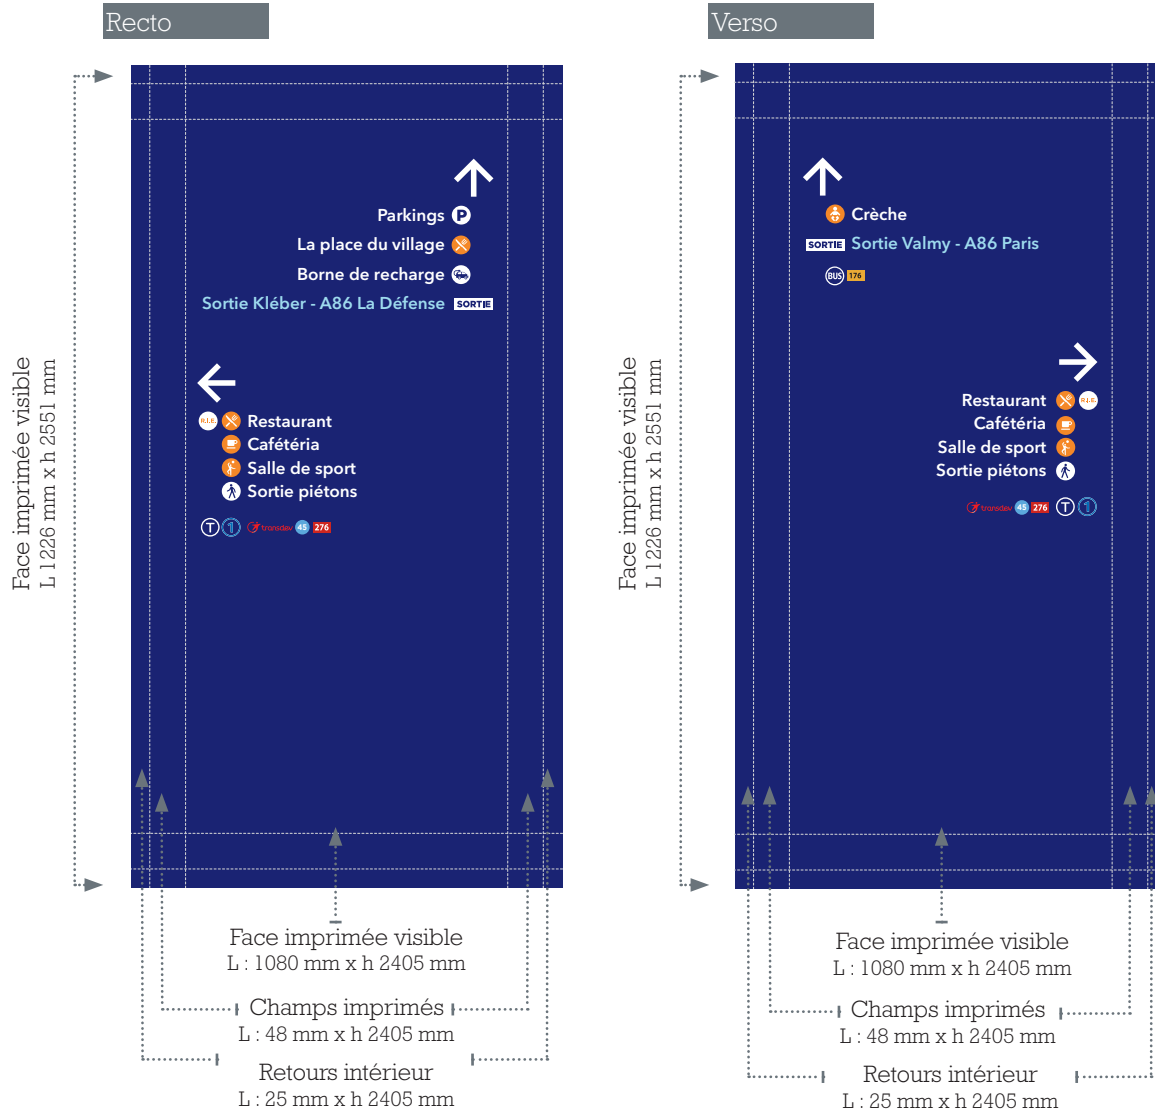 Recto
Face imprimée visible
L 1226 mm x h 2551 mm
Parkings P
La place du village
Borne de recharge
Sortie Kléber - A86 La Défense SORTIE
R.I.E. Restaurant
Cafétéria
Salle de sport
Sortie piétons
T 1 transdev 45 276
Face imprimée visible
L : 1080 mm x h 2405 mm
Champs imprimés
L : 48 mm x h 2405 mm
Retours intérieur
L : 25 mm x h 2405 mm
Verso
Face imprimée visible
L 1226 mm x h 2551 mm
Crèche
SORTIE Sortie Valmy - A86 Paris
BUS 176
Restaurant R.I.E.
Cafétéria
Salle de sport
Sortie piétons
transdev 45 276 T 1
Face imprimée visible
L : 1080 mm x h 2405 mm
Champs imprimés
L : 48 mm x h 2405 mm
Retours intérieur
L : 25 mm x h 2405 mm